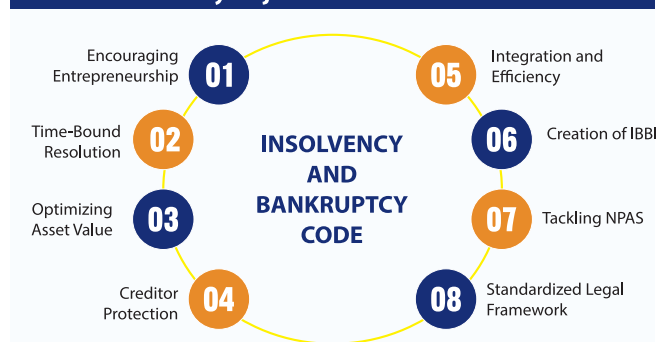 01
Encouraging
Entrepreneurship
02
Time-Bound
Resolution
03
Optimizing
Asset Value
04
Creditor
Protection
INSOLVENCY
AND
BANKRUPTCY
CODE
05
Integration and
Efficiency
06
Creation of IBBI
07
Tackling NPAS
08
Standardized Legal
Framework